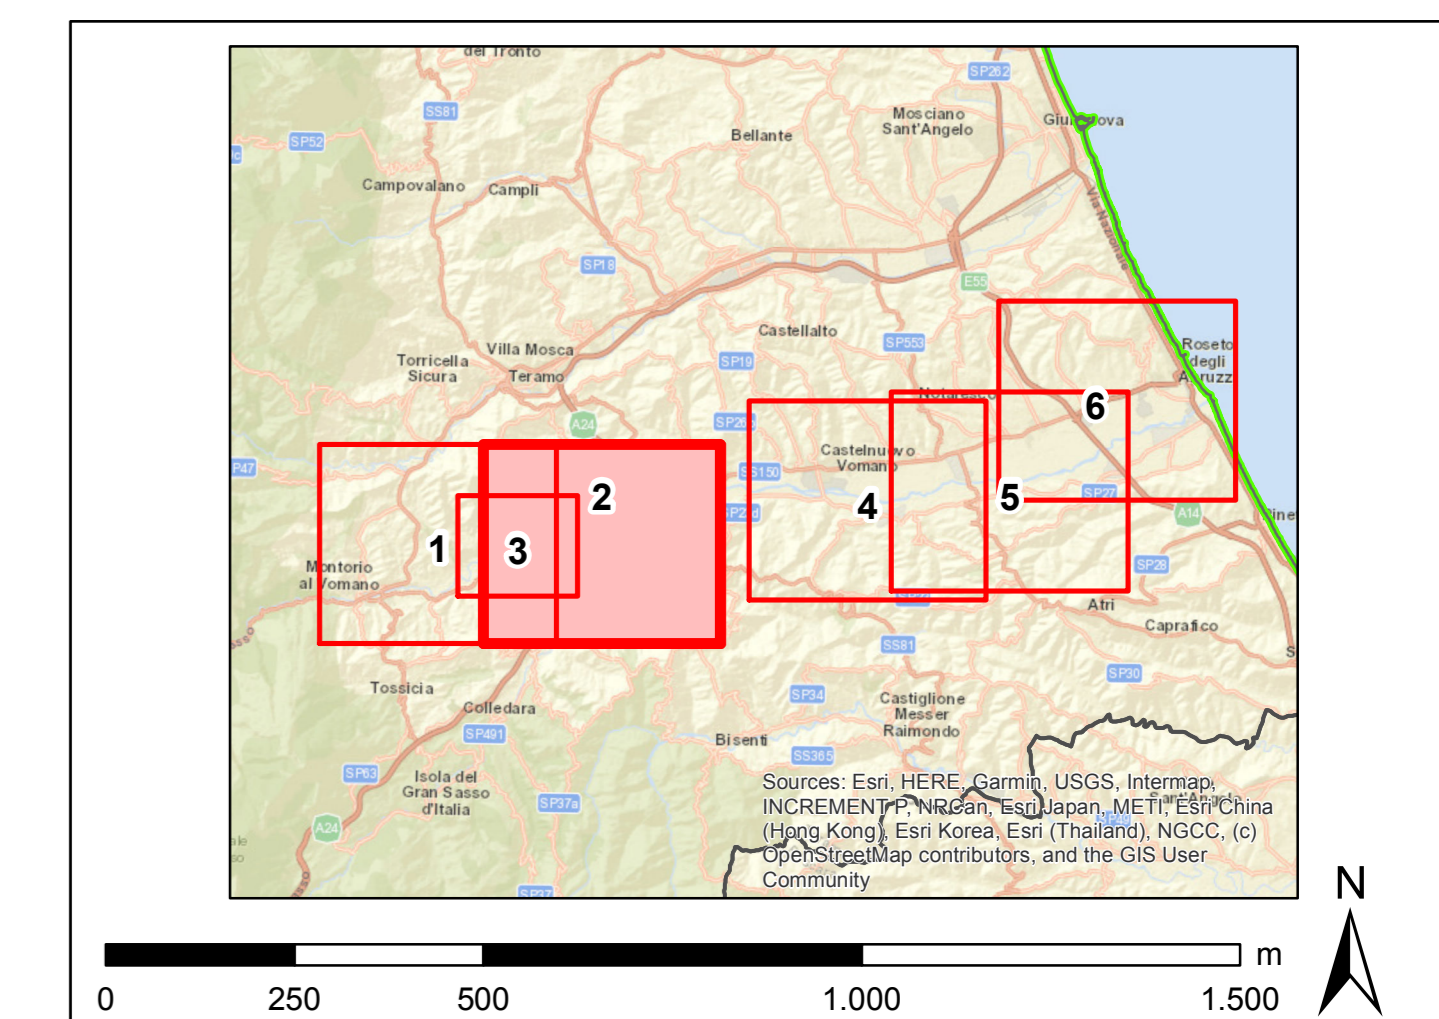 del Tronto
SP262
SS81
Mosciano
Sant'Angelo
Bellante
SP52
Campovalano
Campli
Via Nazionale
SP18
E55
Castellalto
SP553
Villa Mosca
Torricella
Sicura
Teramo
SP19
Roseto
degli
A24
6
Castelnuovo
Vomano
P47
SS150
2
4
5
SP27
A14
1
3
Montorio
al Vomano
SP28
Atri
Caprafico
SS81
Tossicia
SP34
SP30
Colledara
Castiglione
Messer
Raimondo
SP491
Bisenti
SS365
SP63
Isola del
Gran Sasso
d'Italia
SP37a
A24
SP37
Sources: Esri, HERE, Garmin, USGS, Intermap,
INCREMENT P, NRCan, Esri Japan, METI, Esri China
(Hong Kong), Esri Korea, Esri (Thailand), NGCC, (c)
OpenStreetMap contributors, and the GIS User
Community
N
m
0 250 500 1.000 1.500